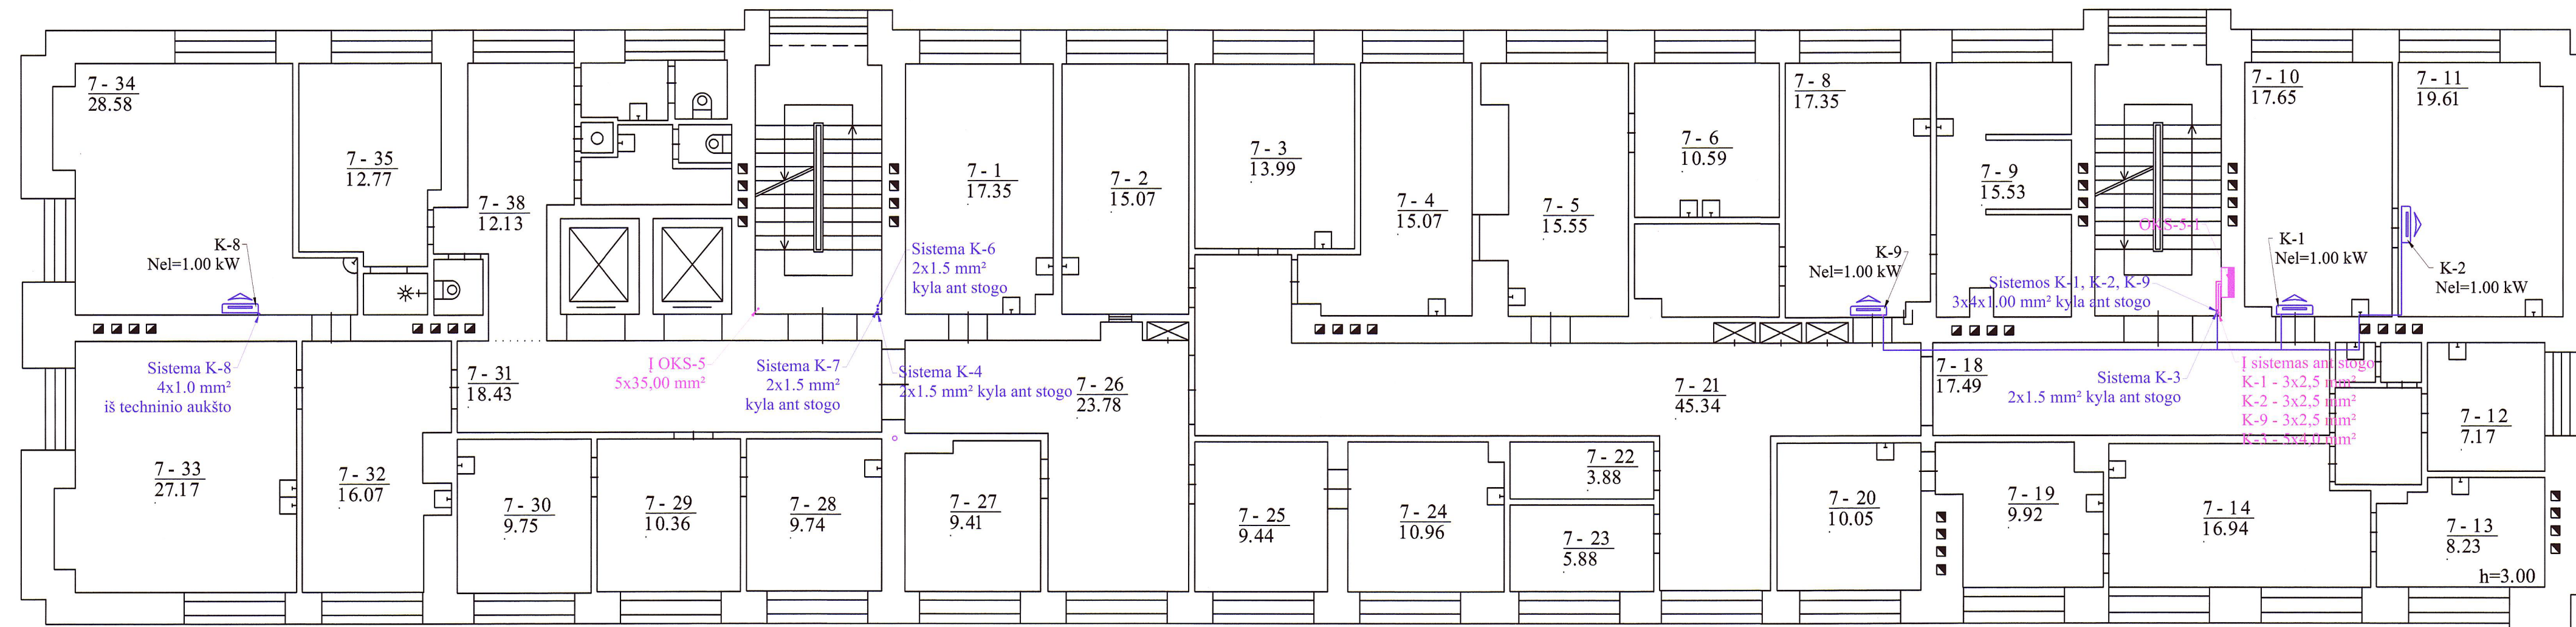 7 - 34
28.58
7 - 35
12.77
7 - 38
12.13
K-8
Nel=1.00 kW
Sistema K-8
4x1.0 mm²
iš techninio aukšto
7 - 33
27.17
7 - 32
16.07
7 - 31
18.43
7 - 30
9.75
7 - 29
10.36
7 - 28
9.74
Į OKS-5
5x35,00 mm²
Sistema K-7
2x1.5 mm²
kyla ant stogo
Sistema K-6
2x1.5 mm²
kyla ant stogo
Sistema K-4
2x1.5 mm² kyla ant stogo
7 - 1
17.35
7 - 2
15.07
7 - 3
13.99
7 - 4
15.07
7 - 5
15.55
7 - 6
10.59
7 - 8
17.35
7 - 9
15.53
7 - 10
17.65
7 - 11
19.61
K-9
Nel=1.00 kW
OKS-5-1
Sistemos K-1, K-2, K-9
3x4x1.00 mm² kyla ant stogo
K-1
Nel=1.00 kW
K-2
Nel=1.00 kW
7 - 26
23.78
7 - 27
9.41
7 - 25
9.44
7 - 24
10.96
7 - 22
3.88
7 - 23
5.88
7 - 21
45.34
7 - 20
10.05
7 - 18
17.49
Sistema K-3
2x1.5 mm² kyla ant stogo
Į sistemas ant stogo
K-1 - 3x2,5 mm²
K-2 - 3x2,5 mm²
K-9 - 3x2,5 mm²
K-3 - 5x4,0 mm²
7 - 19
9.92
7 - 14
16.94
7 - 12
7.17
7 - 13
8.23
h=3.00